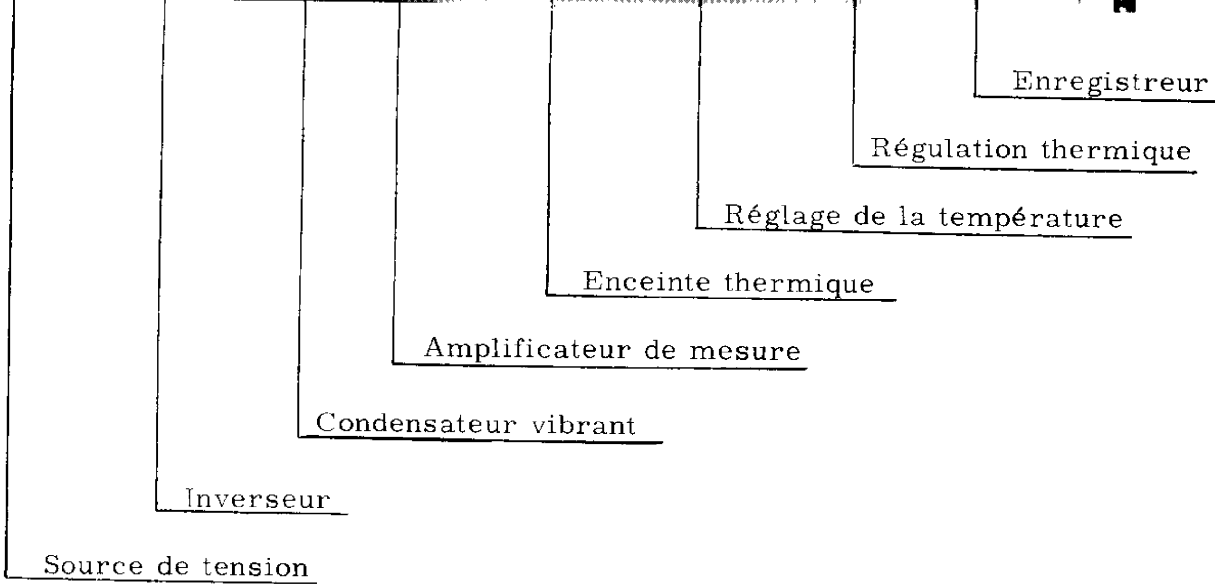 Enregistreur
Régulation thermique
Réglage de la température
Enceinte thermique
Amplificateur de mesure
Condensateur vibrant
Inverseur
Source de tension